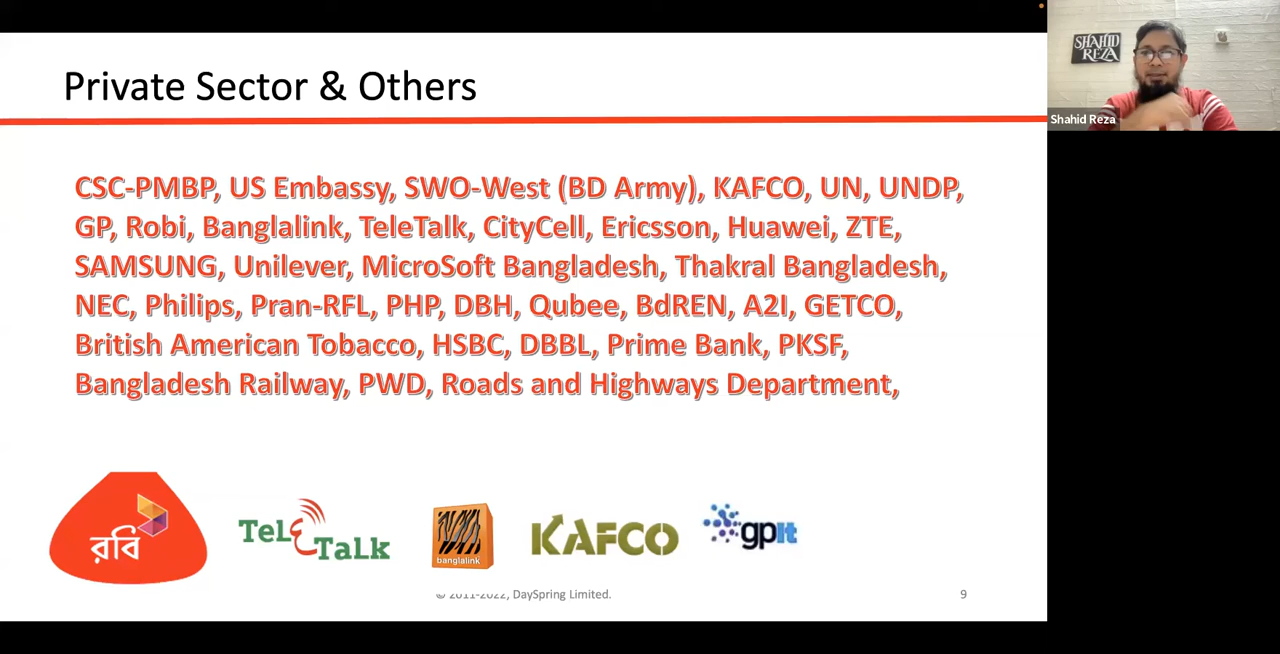 Private Sector & Others
SHAHID
REZA
Shahid Reza
CSC-PMBP, US Embassy, SWO-West (BD Army), KAFCO, UN, UNDP,
GP, Robi, Banglalink, TeleTalk, CityCell, Ericsson, Huawei, ZTE,
SAMSUNG, Unilever, MicroSoft Bangladesh, Thakral Bangladesh,
NEC, Philips, Pran-RFL, PHP, DBH, Qubee, BdREN, A2I, GETCO,
British American Tobacco, HSBC, DBBL, Prime Bank, PKSF,
Bangladesh Railway, PWD, Roads and Highways Department,
রবি
TeleTalk
banglalink
KAFCO
gpit
© 2011-2022, DaySpring Limited.
9